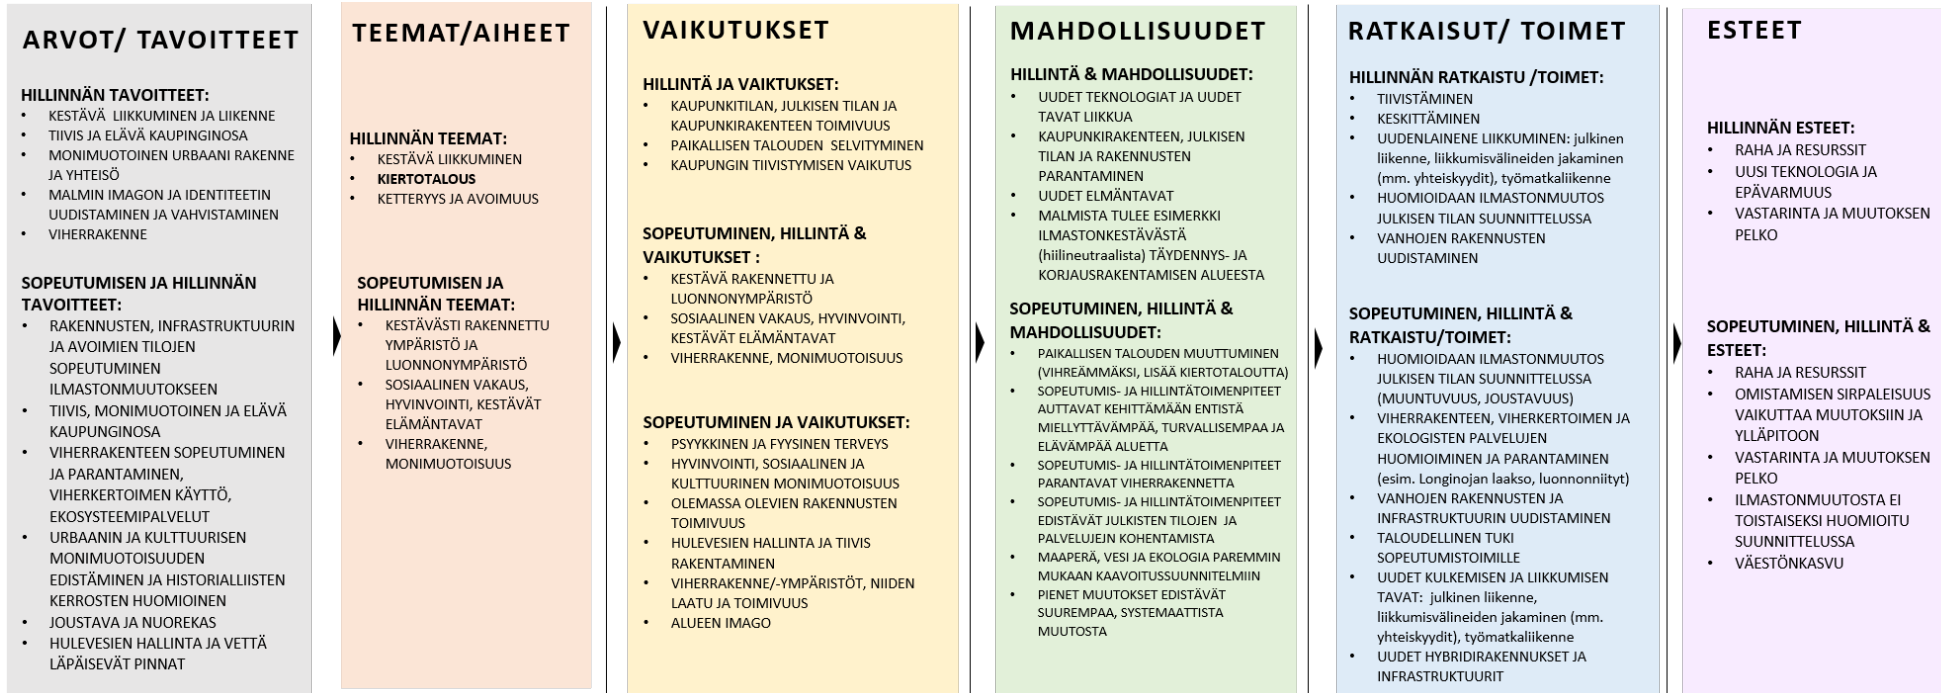 ARVOT/ TAVOITTEET
HILLINNÄN TAVOITTEET:
• KESTÄVÄ LIIKKUMINEN JA LIIKENNE
• TIIVIS JA ELÄVÄ KAUPINGINOSA
• MONIMUOTOINEN URBAANI RAKENNE
JA YHTEISÖ
• MALMIN IMAGON JA IDENTITEETIN
UUDISTAMINEN JA VAHVISTAMINEN
• VIHERRAKENNE
SOPEUTUMISEN JA HILLINNÄN
TAVOITTEET:
• RAKENNUSTEN, INFRASTRUKTUURIN
JA AVOIMIEN TILOJEN
SOPEUTUMINEN
ILMASTONMUUTOKSEEN
• TIIVIS, MONIMUOTOINEN JA ELÄVÄ
KAUPUNGINOSA
• VIHERRAKENTEEN SOPEUTUMINEN
JA PARANTAMINEN,
VIHERKERTOIMEN KÄYTTÖ,
EKOSYSTEEMIPALVELUT
• URBAANIN JA KULTTUURISEN
MONIMUOTOISUUDEN
EDISTÄMINEN JA HISTORIALLIISTEN
KERROSTEN HUOMIOINEN
• JOUSTAVA JA NUOREKAS
• HULEVESIEN HALLINTA JA VETTÄ
LÄPÄISEVÄT PINNAT
TEEMAT/AIHEET
HILLINNÄN TEEMAT:
• KESTÄVÄ LIIKKUMINEN
• KIERTOTALOUS
• KETTERYYS JA AVOIMUUS
SOPEUTUMISEN JA
HILLINNÄN TEEMAT:
• KESTÄVÄSTI RAKENNETTU
YMPÄRISTÖ JA
LUONNONYMPÄRISTÖ
• SOSIAALINEN VAKAUS,
HYVINVOINTI, KESTÄVÄT
ELÄMÄNTAVAT
• VIHERRAKENNE,
MONIMUOTOISUUS
VAIKUTUKSET
HILLINTÄ JA VAIKTUKSET:
• KAUPUNKITILAN, JULKISEN TILAN JA
KAUPUNKIRAKENTEEN TOIMIVUUS
• PAIKALLISEN TALOUDEN SELVITYMINEN
• KAUPUNGIN TIIVISTYMISEN VAIKUTUS
SOPEUTUMINEN, HILLINTÄ &
VAIKUTUKSET :
• KESTÄVÄ RAKENNETTU JA
LUONNONYMPÄRISTÖ
• SOSIAALINEN VAKAUS, HYVINVOINTI,
KESTÄVÄT ELÄMÄNTAVAT
• VIHERRAKENNE, MONIMUOTOISUUS
SOPEUTUMINEN JA VAIKUTUKSET:
• PSYYKKINEN JA FYYSINEN TERVEYS
• HYVINVOINTI, SOSIAALINEN JA
KULTTUURINEN MONIMUOTOISUUS
• OLEMASSA OLEVIEN RAKENNUSTEN
TOIMIVUUS
• HULEVESIEN HALLINTA JA TIIVIS
RAKENTAMINEN
• VIHERRAKENNE/-YMPÄRISTÖT, NIIDEN
LAATU JA TOIMIVUUS
• ALUEEN IMAGO
MAHDOLLISUUDET
HILLINTÄ & MAHDOLLISUUDET:
• UUDET TEKNOLOGIAT JA UUDET
TAVAT LIIKKUA
• KAUPUNKIRAKENTEEN, JULKISEN
TILAN JA RAKENNUSTEN
PARANTAMINEN
• UUDET ELMÄNTAVAT
• MALMISTA TULEE ESIMERKKI
ILMASTONKESTÄVÄSTÄ
(hiilineutraalista) TÄYDENNYS- JA
KORJAUSRAKENTAMISEN ALUEESTA
SOPEUTUMINEN, HILLINTÄ &
MAHDOLLISUUDET:
• PAIKALLISEN TALOUDEN MUUTTUMINEN
(VIHREÄMMÄKSI, LISÄÄ KIERTOTALOUTTA)
• SOPEUTUMIS- JA HILLINTÄTOIMENPITEET
AUTTAVAT KEHITTÄMÄÄN ENTISTÄ
MIELLYTTÄVÄMPÄÄ, TURVALLISEMPAA JA
ELÄVÄMPÄÄ ALUETTA
• SOPEUTUMIS- JA HILLINTÄTOIMENPITEET
PARANTAVAT VIHERRAKENNETTA
• SOPEUTUMIS- JA HILLINTÄTOIMENPITEET
EDISTÄVÄT JULKISTEN TILOJEN JA
PALVELUJEJN KOHENTAMISTA
• MAAPERÄ, VESI JA EKOLOGIA PAREMMIN
MUKAAN KAAVOITUSSUUNNITELMIIN
• PIENET MUUTOKSET EDISTÄVÄT
SUUREMPAA, SYSTEMAATTISTA
MUUTOSTA
RATKAISUT/ TOIMET
HILLINNÄN RATKAISTU /TOIMET:
• TIIVISTÄMINEN
• KESKITTÄMINEN
• UUDENLAINENE LIIKKUMINEN: julkinen
liikenne, liikkumisvälineiden jakaminen
(mm. yhteiskyydit), työmatkaliikenne
• HUOMIOIDAAN ILMASTONMUUTOS
JULKISEN TILAN SUUNNITTELUSSA
• VANHOJEN RAKENNUSTEN
UUDISTAMINEN
SOPEUTUMINEN, HILLINTÄ &
RATKAISTU/TOIMET:
• HUOMIOIDAAN ILMASTONMUUTOS
JULKISEN TILAN SUUNNITTELUSSA
(MUUNTUVUUS, JOUSTAVUUS)
• VIHERRAKENTEEN, VIHERKERTOIMEN JA
EKOLOGISTEN PALVELUJEN
HUOMIOIMINEN JA PARANTAMINEN
(esim. Longinojan laakso, luonnonniityt)
• VANHOJEN RAKENNUSTEN JA
INFRASTRUKTUURIN UUDISTAMINEN
• TALOUDELLINEN TUKI
SOPEUTUMISTOIMILLE
• UUDET KULKEMISEN JA LIIKKUMISEN
TAVAT: julkinen liikenne,
liikkumisvälineiden jakaminen (mm.
yhteiskyydit), työmatkaliikenne
• UUDET HYBRIDIRAKENNUKSET JA
INFRASTRUKTUURIT
ESTEET
HILLINNÄN ESTEET:
• RAHA JA RESURSSIT
• UUSI TEKNOLOGIA JA
EPÄVARMUUS
• VASTARINTA JA MUUTOKSEN
PELKO
SOPEUTUMINEN, HILLINTÄ &
ESTEET:
• RAHA JA RESURSSIT
• OMISTAMISEN SIRPALEISUUS
VAIKUTTAA MUUTOKSIIN JA
YLLÄPITOON
• VASTARINTA JA MUUTOKSEN
PELKO
• ILMASTONMUUTOSTA EI
TOISTAISEKSI HUOMIOITU
SUUNNITTELUSSA
• VÄESTÖNKASVU